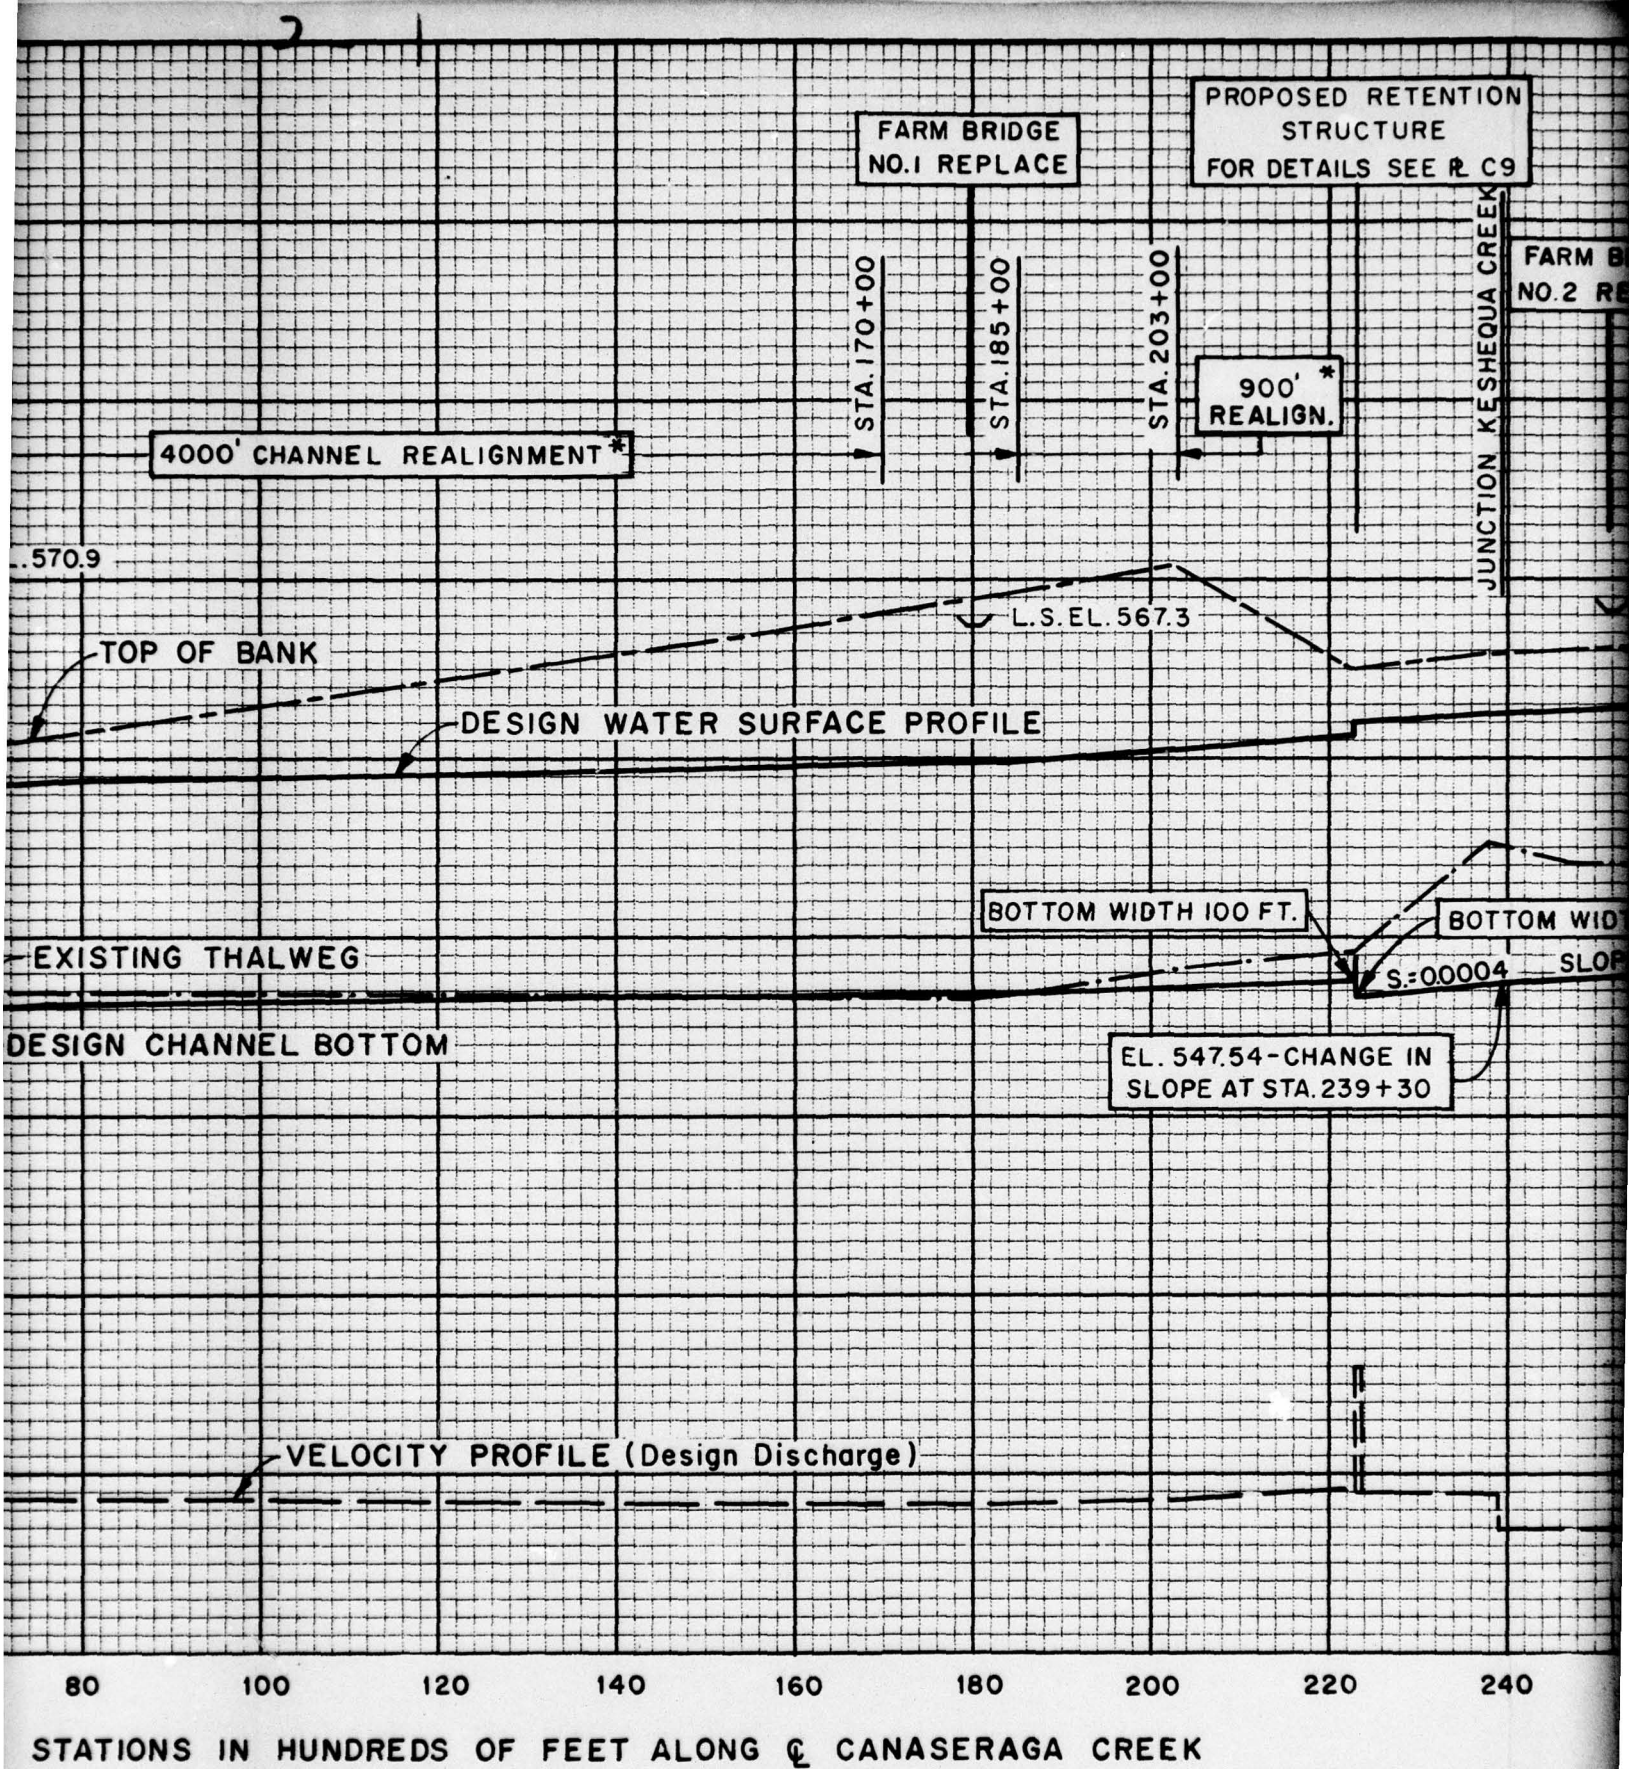 2 1
PROPOSED RETENTION
STRUCTURE
FOR DETAILS SEE PL C9
FARM BRIDGE
NO.1 REPLACE
JUNCTION KESHEQUA CREEK
FARM
NO.2
STA.170+00
STA.185+00
STA.203+00
900' *
REALIGN.
4000' CHANNEL REALIGNMENT *
.570.9
L.S.EL.567.3
TOP OF BANK
DESIGN WATER SURFACE PROFILE
BOTTOM WIDTH 100 FT.
BOTTOM
EXISTING THALWEG
S.=0.0004
DESIGN CHANNEL BOTTOM
EL. 547.54-CHANGE IN
SLOPE AT STA.239+30
VELOCITY PROFILE (Design Discharge)
80 100 120 140 160 180 200 220 240
STATIONS IN HUNDREDS OF FEET ALONG ℄ CANASERAGA CREEK